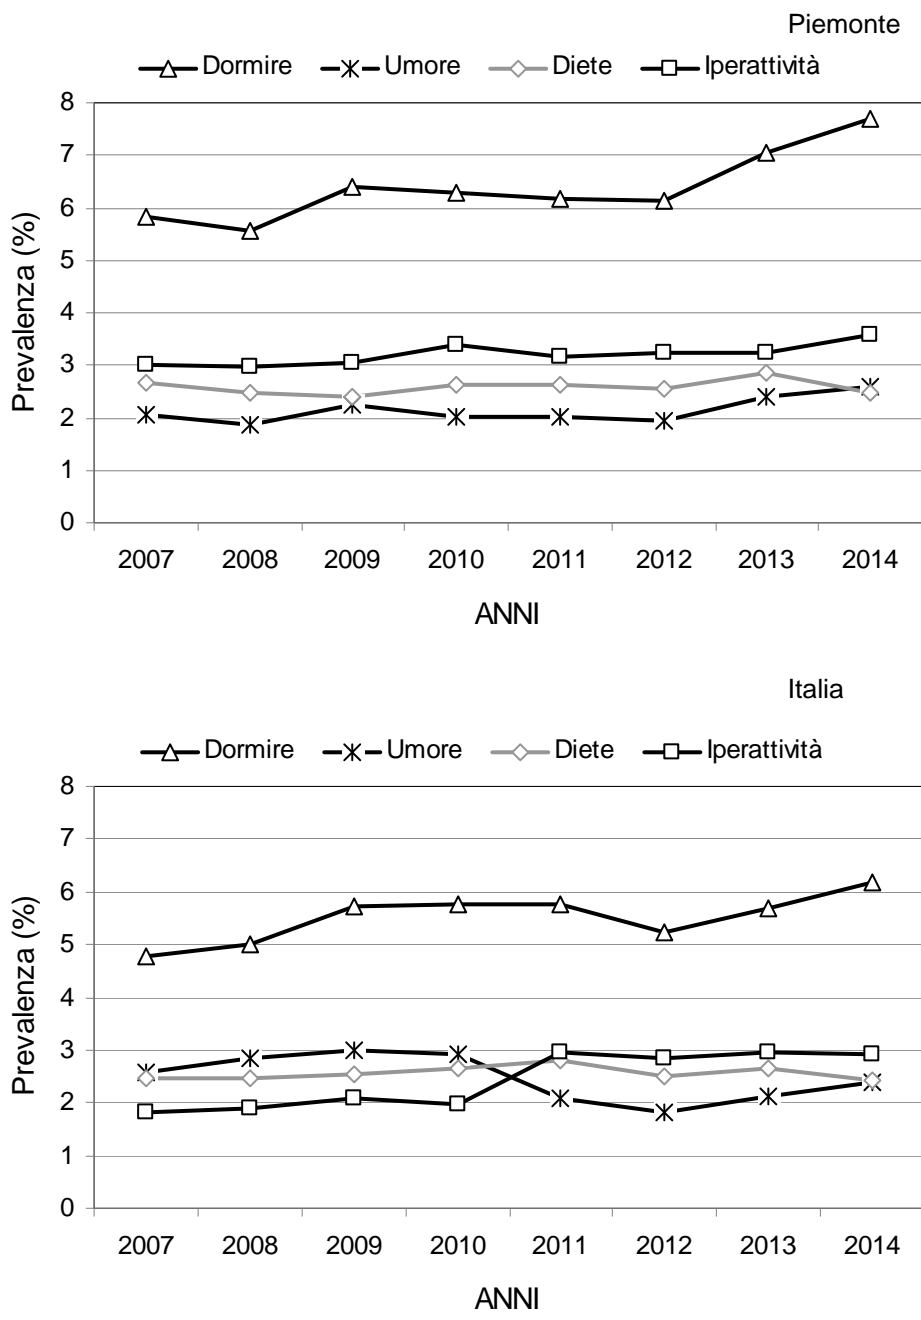 Piemonte
Dormire Umore Diete Iperattività
8
7
6
5
4
3
2
1
0
Prevalenza (%)
2007 2008 2009 2010 2011 2012 2013 2014
ANNI
Italia
Dormire Umore Diete Iperattività
8
7
6
5
4
3
2
1
0
Prevalenza (%)
2007 2008 2009 2010 2011 2012 2013 2014
ANNI